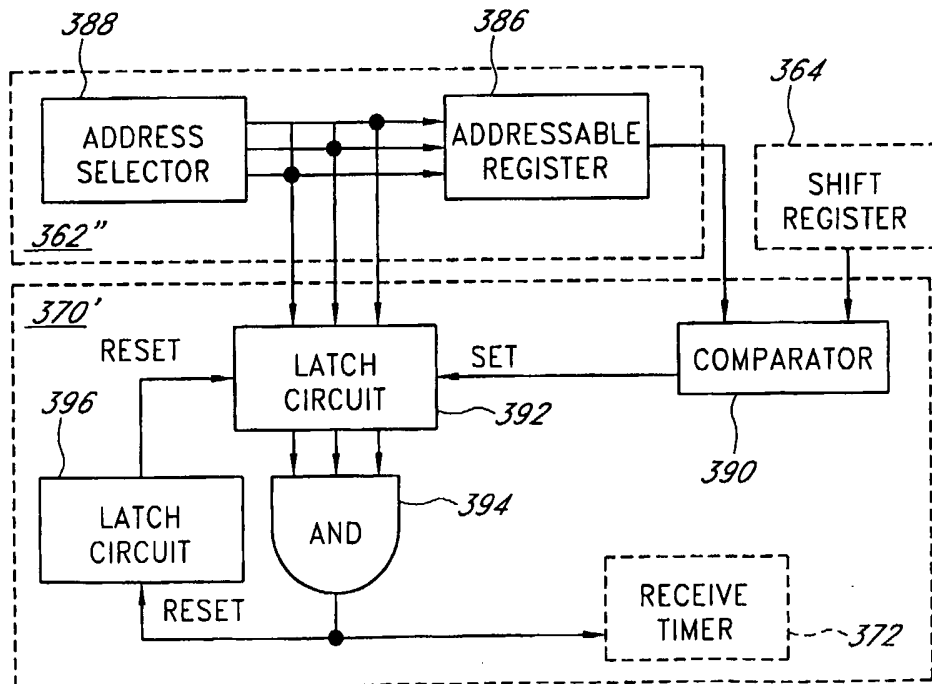 388
386
364
ADDRESS
SELECTOR
ADDRESSABLE
REGISTER
SHIFT
REGISTER
362"
370'
RESET
LATCH
CIRCUIT
392
SET
COMPARATOR
390
396
LATCH
CIRCUIT
AND
394
RESET
RECEIVE
TIMER
372